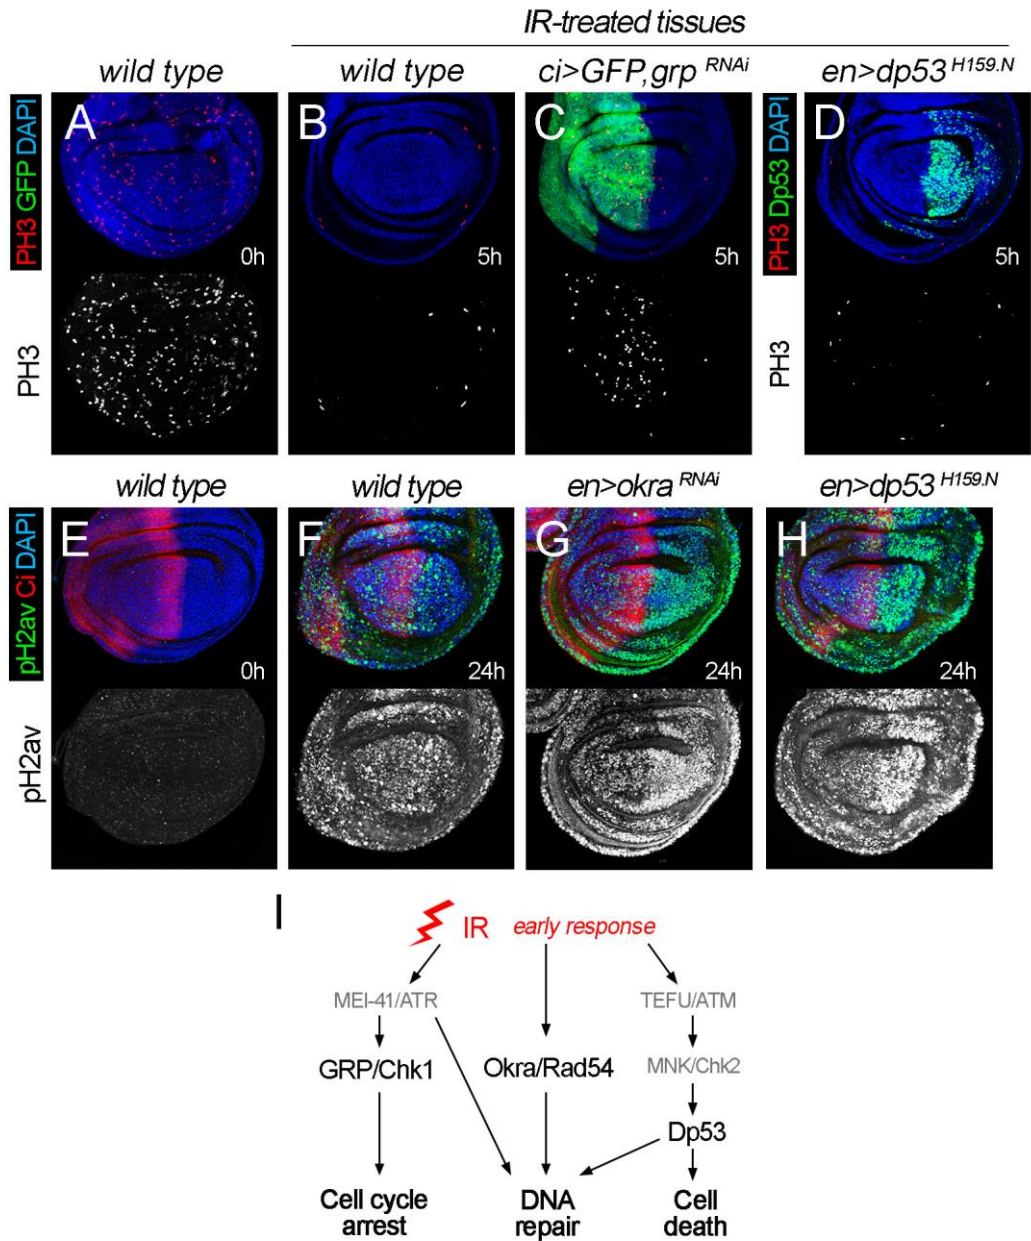 IR-treated tissues
wild type
wild type
ci>GFP,grp RNAi
en>dp53 H159.N
PH3 GFP DAPI
A
0h
B
5h
C
5h
PH3 Dp53 DAPI
D
5h
PH3
PH3
wild type
wild type
en>okra RNAi
en>dp53 H159.N
pH2av Ci DAPI
E
0h
F
24h
G
24h
H
24h
pH2av
I
IR early response
MEI-41/ATR
TEFU/ATM
GRP/Chk1
Okra/Rad54
MNK/Chk2
Dp53
Cell cycle
arrest
DNA
repair
Cell
death